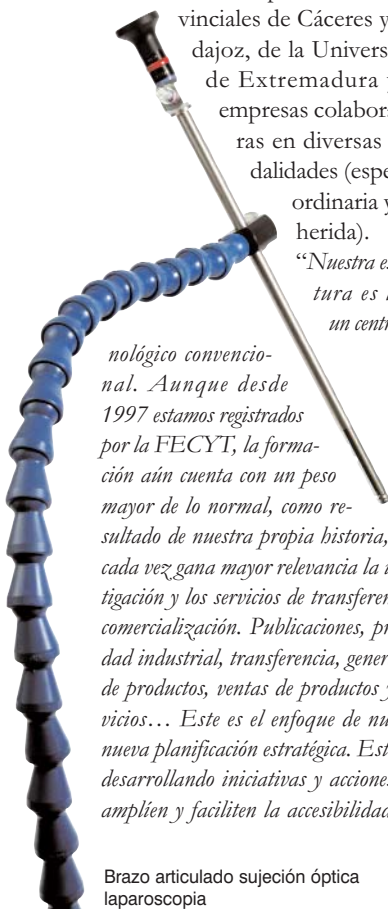 vinciales de Cáceres y
dajoz, de la Univers
de Extremadura
empresas colabora
ras en diversas
dalidades (espe
ordinaria y
herida).
“Nuestra es
tura es
un centr
nológico convencio-
nal. Aunque desde
1997 estamos registrados
por la FECYT, la forma-
ción aún cuenta con un peso
mayor de lo normal, como re-
sultado de nuestra propia historia,
cada vez gana mayor relevancia la i
tigación y los servicios de transferen
comercialización. Publicaciones, pr
dad industrial, transferencia, gener
de productos, ventas de productos y
vicios… Este es el enfoque de nu
nueva planificación estratégica. Est
desarrollando iniciativas y acciones
amplíen y faciliten la accesibilidad
Brazo articulado sujeción óptica
laparoscopia